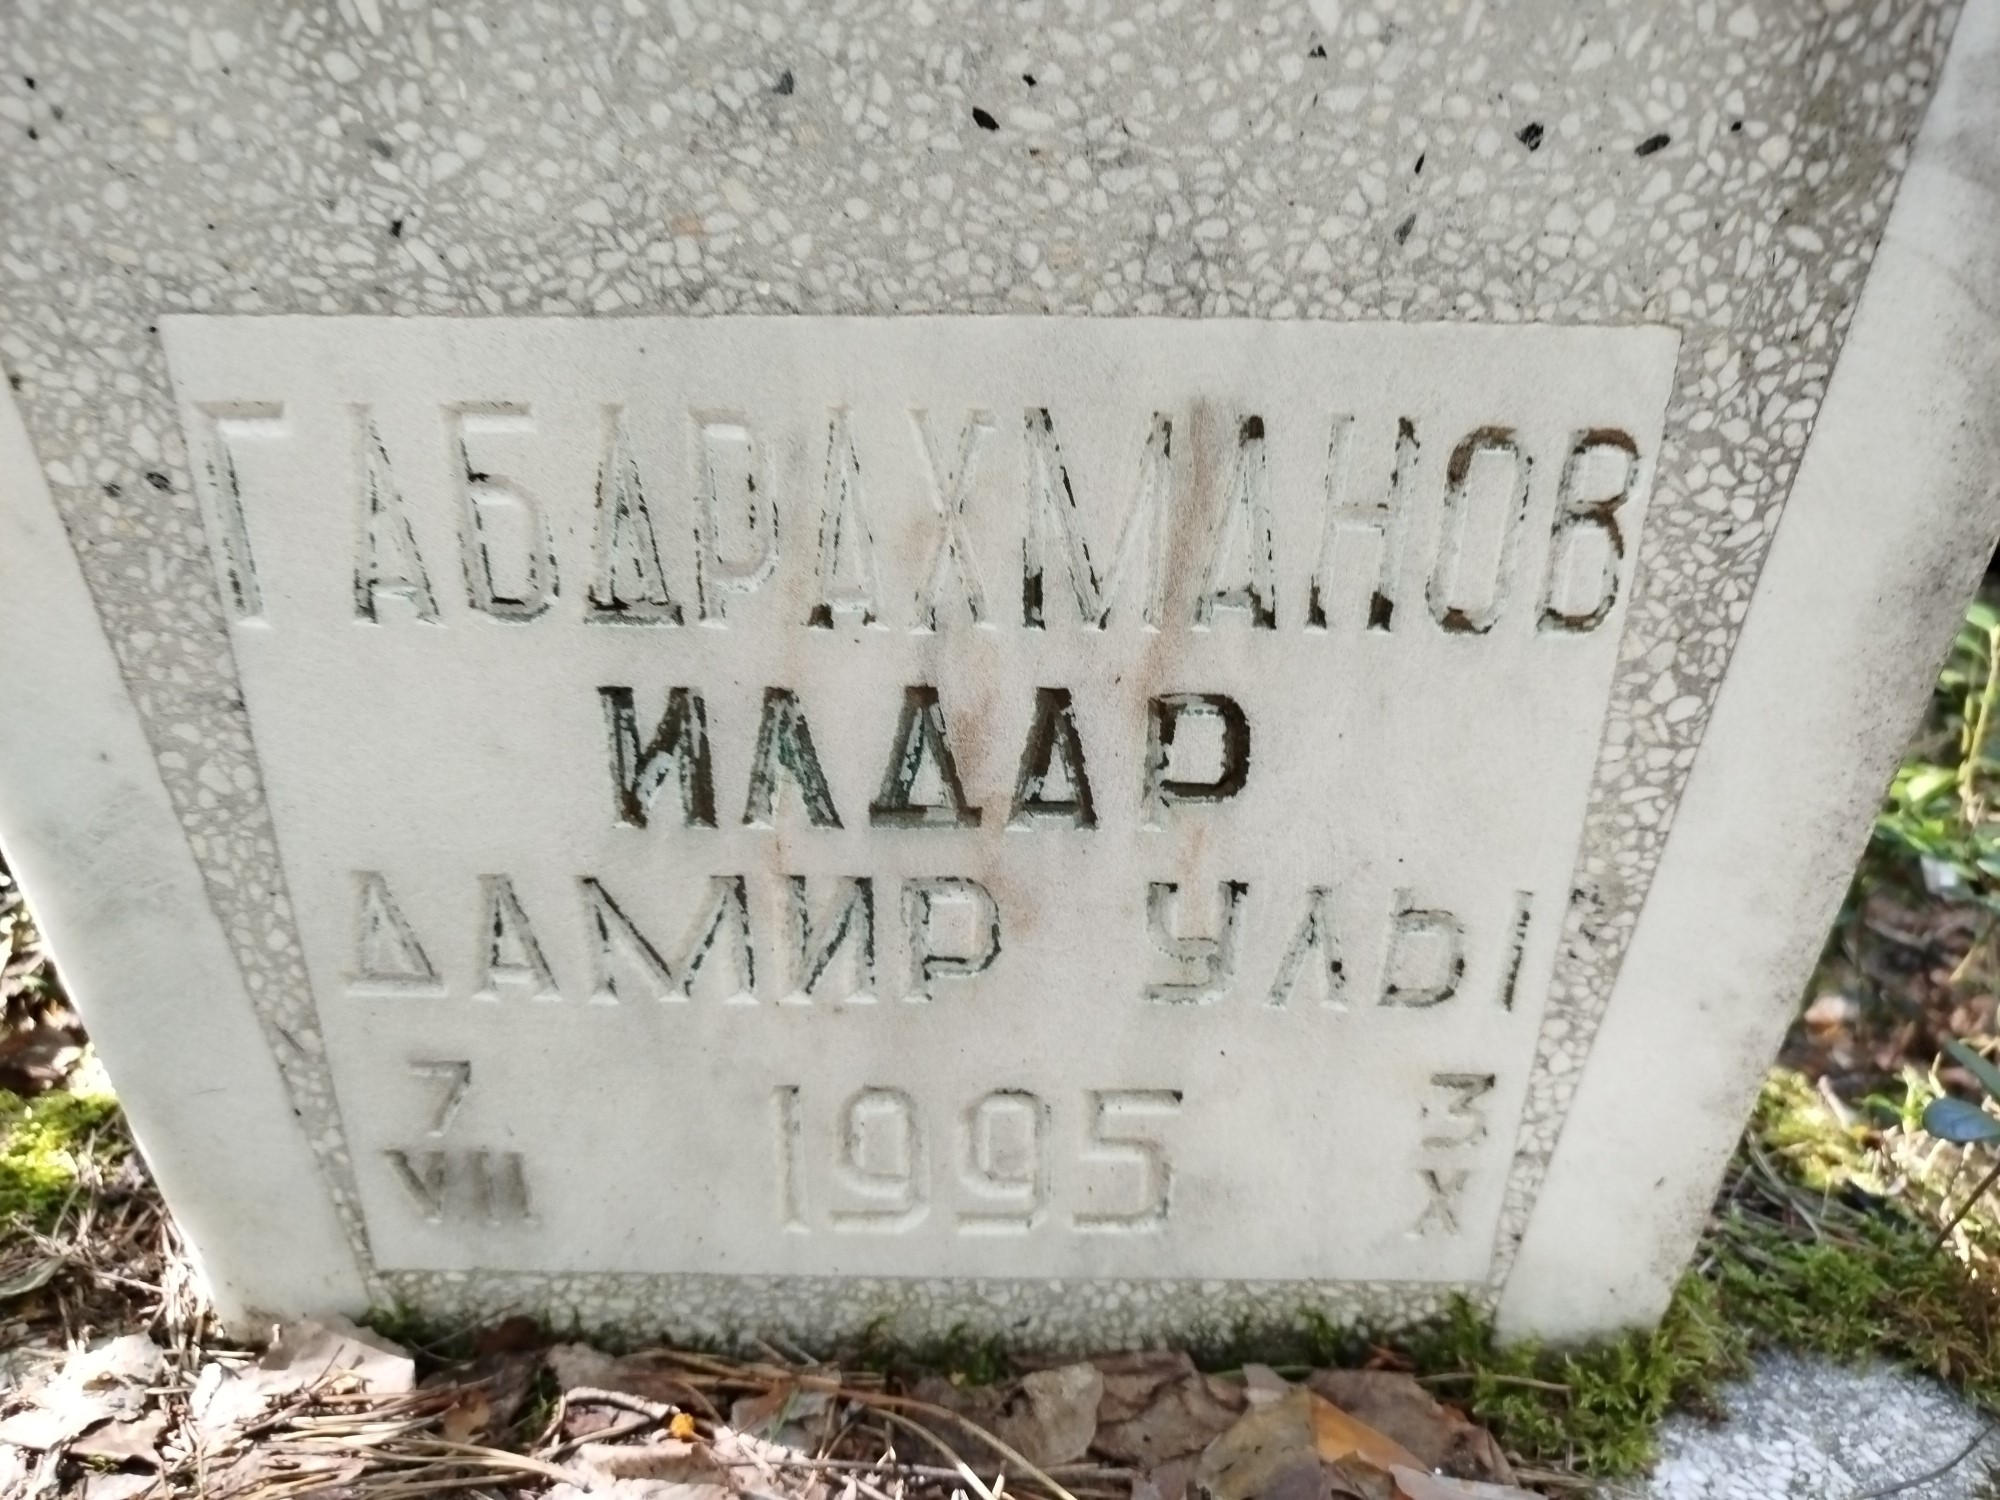 ГАБДРАХМАНОВ
ИЛДАР
ДАМИР УЛЫ
7 1995 3
VII X